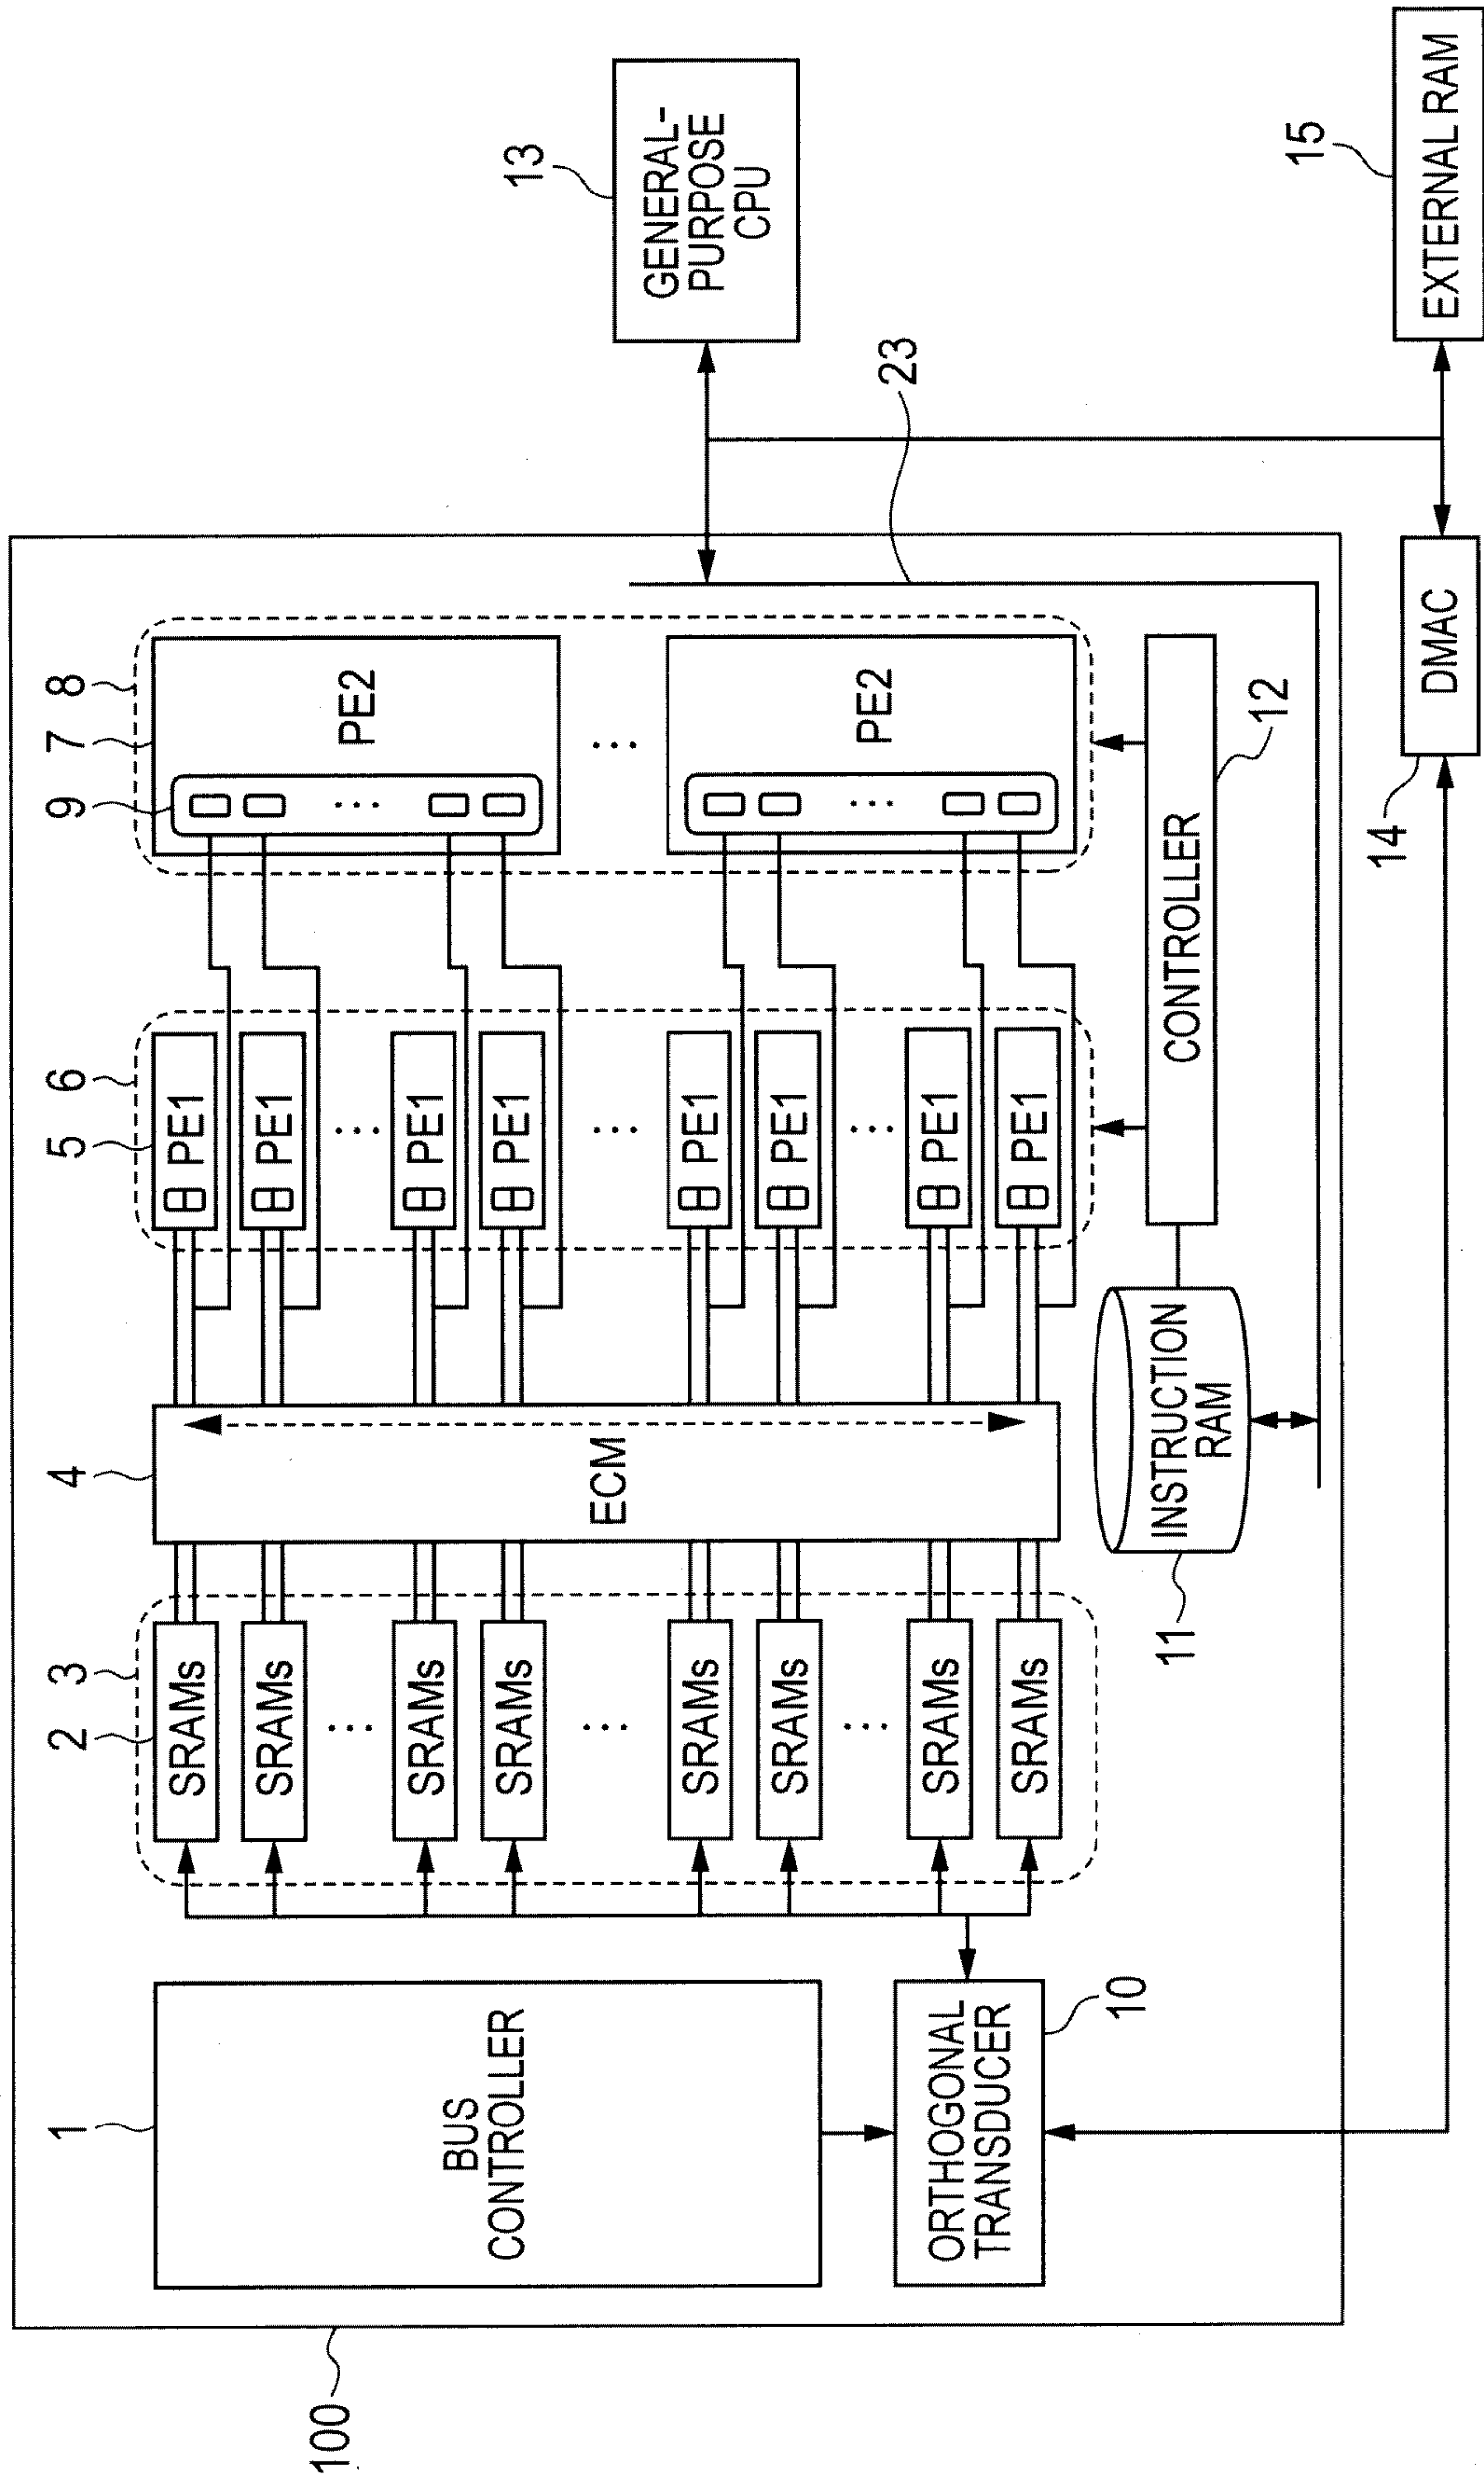 100
1
BUS
CONTROLLER
ORTHOGONAL
TRANSDUCER
10
2
3
SRAMs
SRAMs
...
SRAMs
SRAMs
...
SRAMs
SRAMs
...
SRAMs
SRAMs
4
ECM
11
INSTRUCTION
RAM
5
6
PE1
PE1
...
PE1
PE1
...
PE1
PE1
...
PE1
PE1
CONTROLLER
12
9
7
8
...
PE2
...
...
PE2
23
14
DMAC
13
GENERAL-
PURPOSE
CPU
15
EXTERNAL RAM